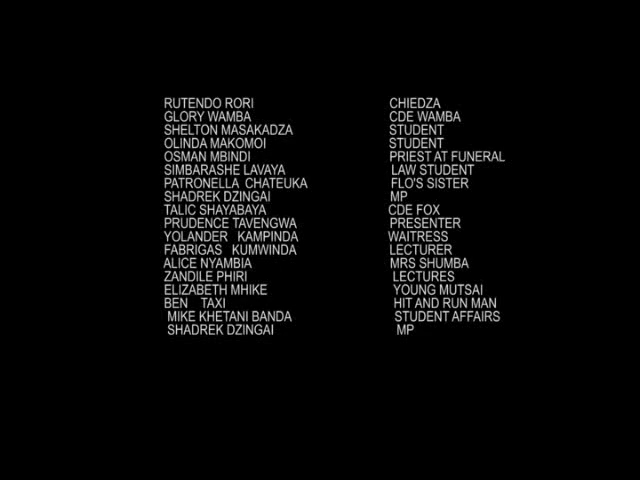 RUTENDO RORI CHIEDZA
GLORY WAMBA CDE WAMBA
SHELTON MASAKADZA STUDENT
OLINDA MAKOMOI STUDENT
OSMAN MBINDI PRIEST AT FUNERAL
SIMBARASHE LAVAYA LAW STUDENT
PATRONELLA CHATEUKA FLO'S SISTER
SHADREK DZINGAI MP
TALIC SHAYABAYA CDE FOX
PRUDENCE TAVENGWA PRESENTER
YOLANDER KAMPINDA WAITRESS
FABRIGAS KUMWINDA LECTURER
ALICE NYAMBIA MRS SHUMBA
ZANDILE PHIRI LECTURES
ELIZABETH MHIKE YOUNG MUTSAI
BEN TAXI HIT AND RUN MAN
MIKE KHETANI BANDA STUDENT AFFAIRS
SHADREK DZINGAI MP